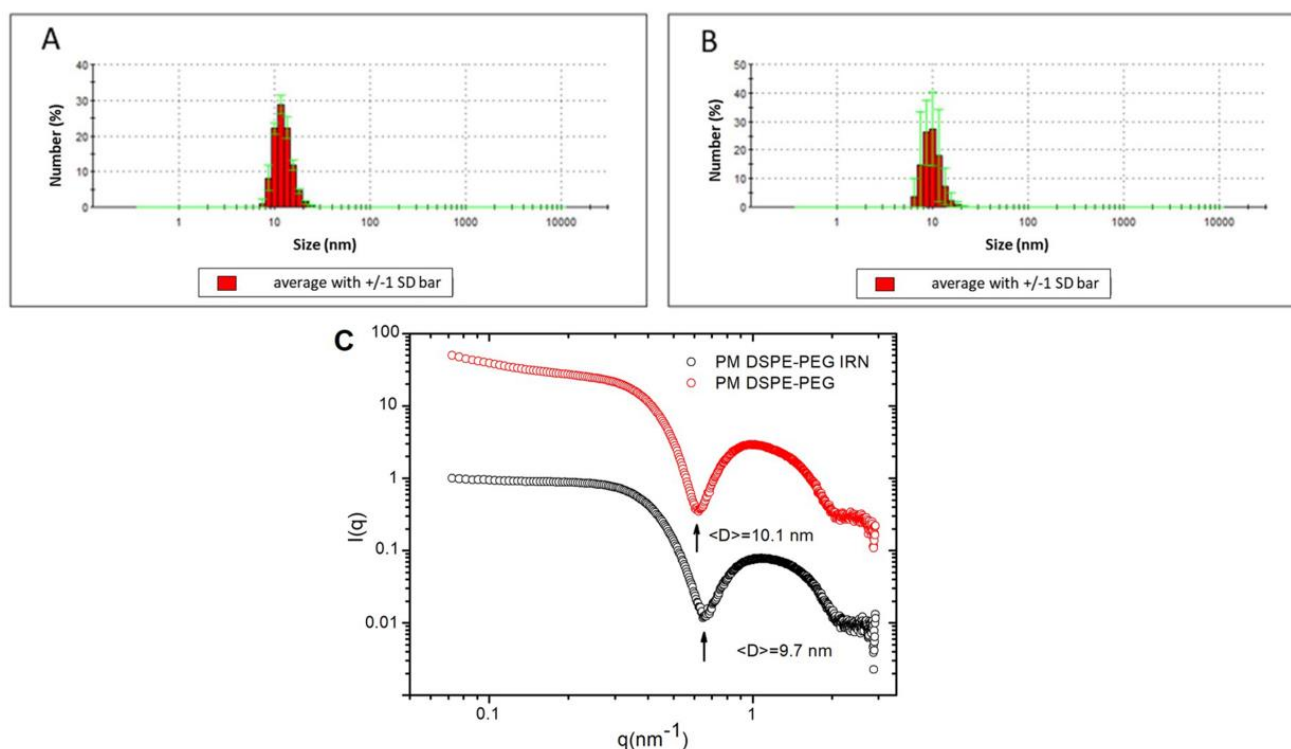 A
40
30
20
10
0
Number (%)
1
10
100
1000
10000
Size (nm)
average with +/-1 SD bar
B
50
40
30
20
10
0
Number (%)
1
10
100
1000
10000
Size (nm)
average with +/-1 SD bar
C
100
10
1
0.1
0.01
I(q)
PM DSPE-PEG IRN
PM DSPE-PEG
<D>=10.1 nm
<D>=9.7 nm
0.1
1
q(nm⁻¹)